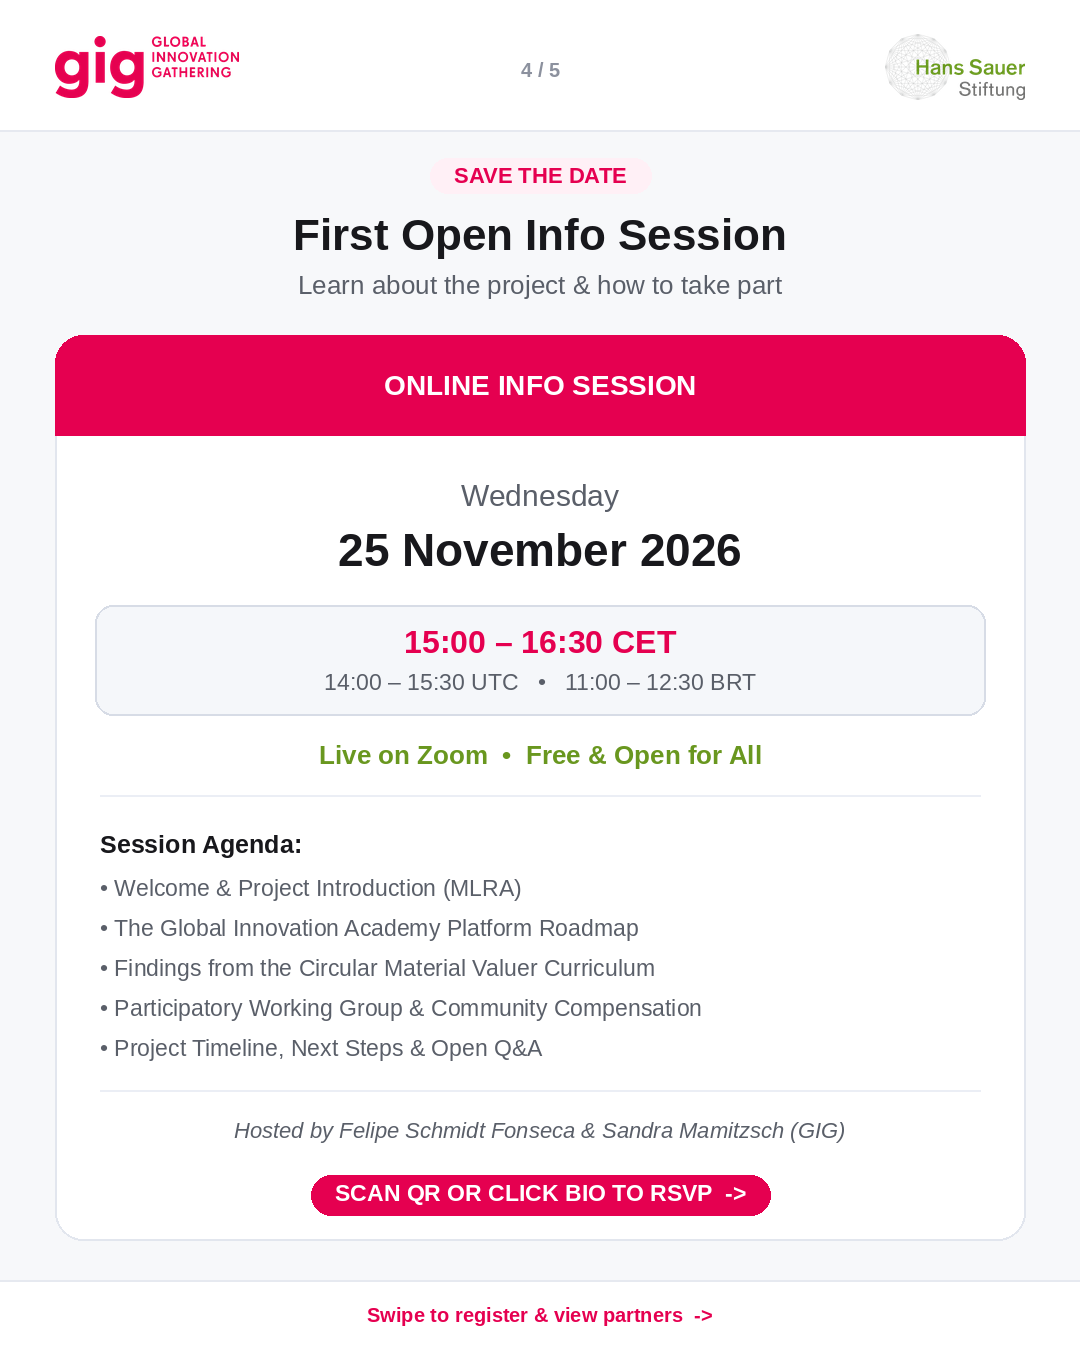 gig
GLOBAL
INNOVATION
GATHERING
4 / 5
Hans Sauer
Stiftung
SAVE THE DATE
First Open Info Session
Learn about the project & how to take part
ONLINE INFO SESSION
Wednesday
25 November 2026
15:00 – 16:30 CET
14:00 – 15:30 UTC • 11:00 – 12:30 BRT
Live on Zoom • Free & Open for All
Session Agenda:
• Welcome & Project Introduction (MLRA)
• The Global Innovation Academy Platform Roadmap
• Findings from the Circular Material Valuer Curriculum
• Participatory Working Group & Community Compensation
• Project Timeline, Next Steps & Open Q&A
Hosted by Felipe Schmidt Fonseca & Sandra Mamitzsch (GIG)
SCAN QR OR CLICK BIO TO RSVP ->
Swipe to register & view partners ->